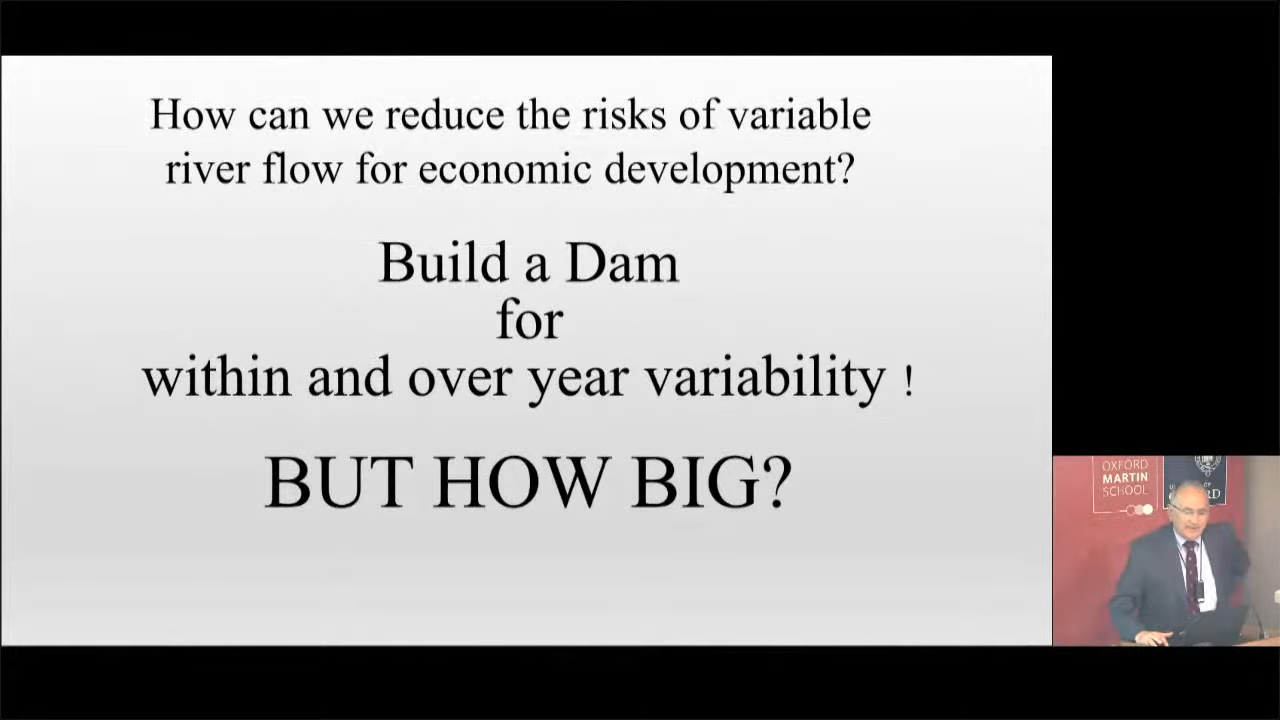 How can we reduce the risks of variable
river flow for economic development?
Build a Dam
for
within and over year variability !
BUT HOW BIG?
OXFORD
MARTIN
SCHOOL
OF